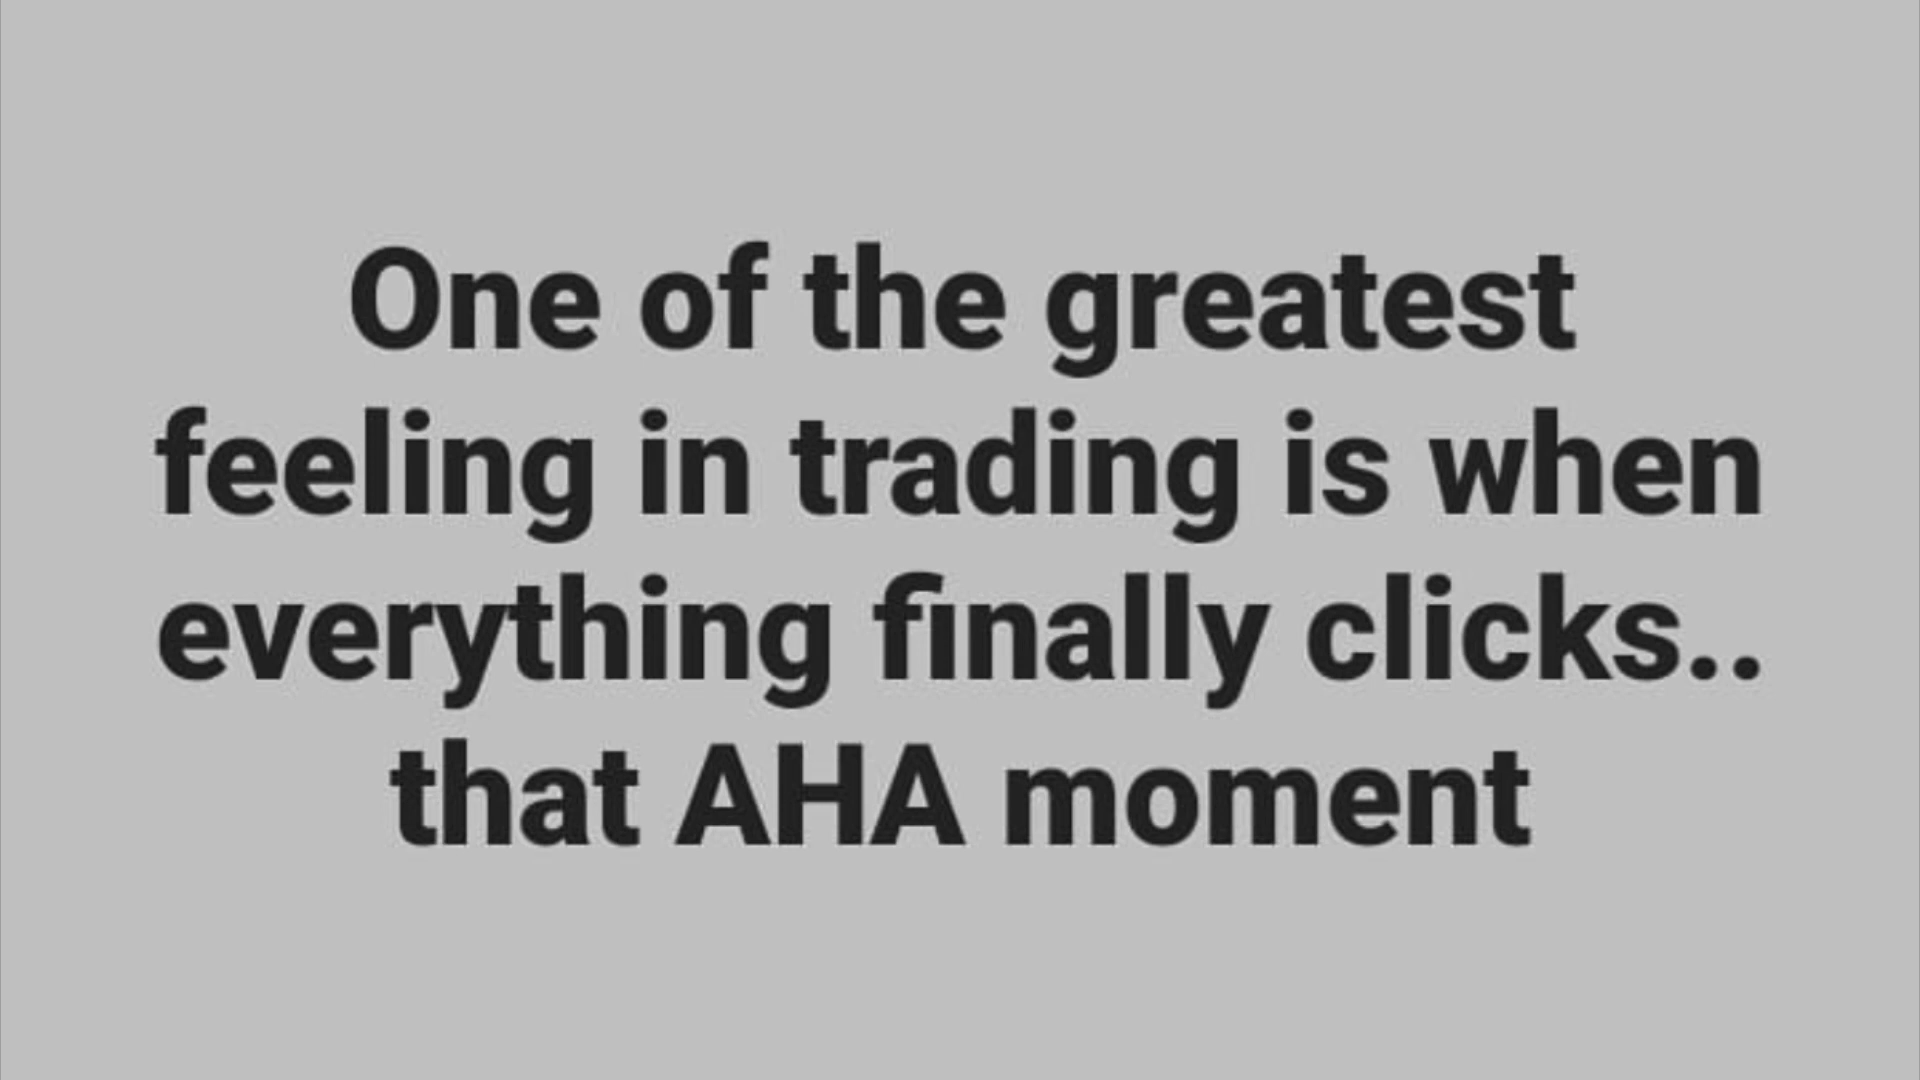 One of the greatest
feeling in trading is when
everything finally clicks..
that AHA moment